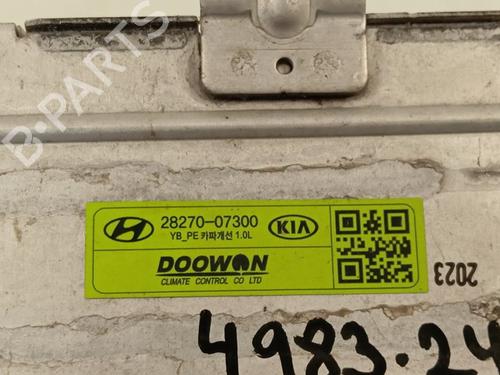 B-PARTS
28270-07300
KIA
YB_PE 카파개선 1.0L
DOOWON
CLIMATE CONTROL CO LTD
2023
4983-24